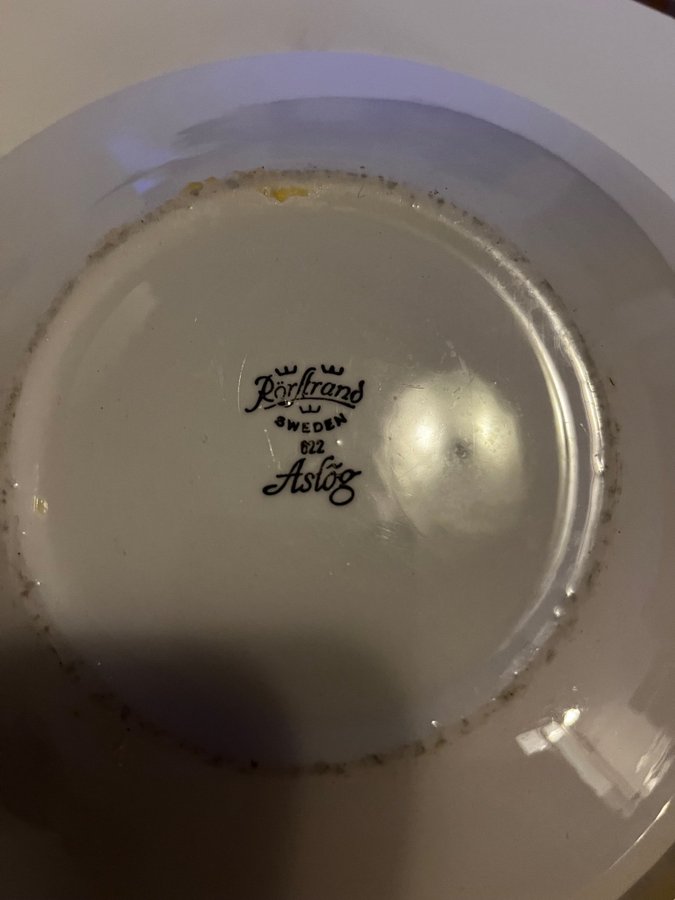 Rörstrand
SWEDEN
622
Aslög